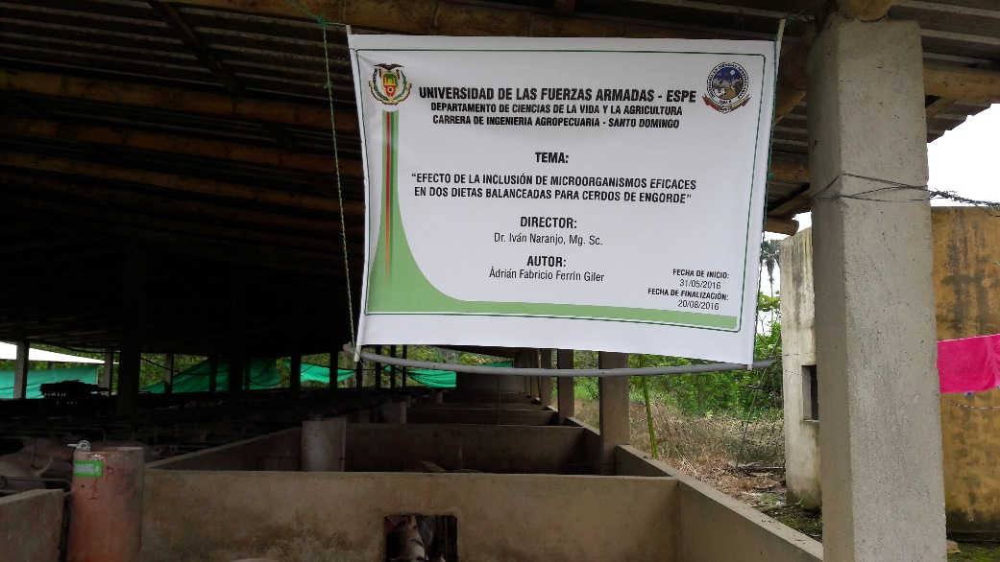 UNIVERSIDAD DE LAS FUERZAS ARMADAS - ESPE
DEPARTAMENTO DE CIENCIAS DE LA VIDA Y LA AGRICULTURA
CARRERA DE INGENIERIA AGROPECUARIA - SANTO DOMINGO
TEMA:
“EFECTO DE LA INCLUSIÓN DE MICROORGANISMOS EFICACES
EN DOS DIETAS BALANCEADAS PARA CERDOS DE ENGORDE”
DIRECTOR:
Dr. Iván Naranjo, Mg. Sc.
AUTOR:
Àdrián Fabricio Ferrín Giler
FECHA DE INICIO:
31/05/2016
FECHA DE FINALIZACIÓN:
20/08/2016